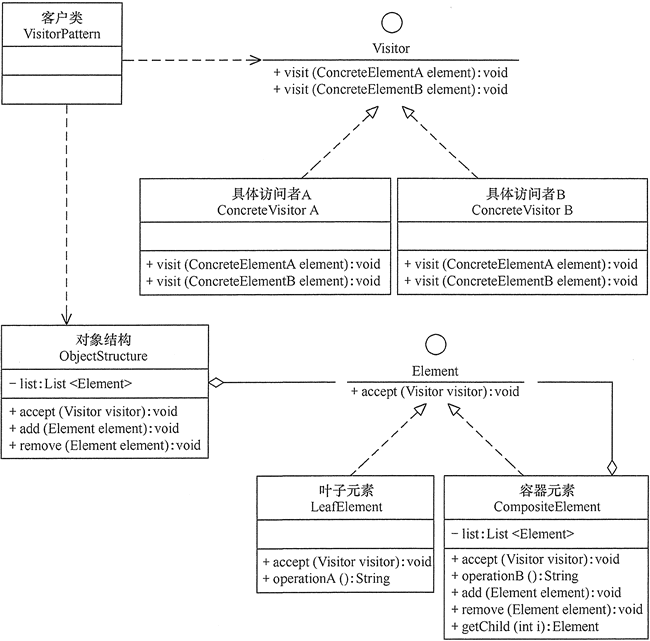 客户类
VisitorPattern
Visitor
+ visit (ConcreteElementA element):void
+ visit (ConcreteElementB element):void
具体访问者A
ConcreteVisitor A
+ visit (ConcreteElementA element):void
+ visit (ConcreteElementB element):void
具体访问者B
ConcreteVisitor B
+ visit (ConcreteElementA element):void
+ visit (ConcreteElementB element):void
对象结构
ObjectStructure
− list:List <Element>
+ accept (Visitor visitor):void
+ add (Element element):void
+ remove (Element element):void
Element
+ accept (Visitor visitor):void
叶子元素
LeafElement
+ accept (Visitor visitor):void
+ operationA ():String
容器元素
CompositeElement
− list:List <Element>
+ accept (Visitor visitor):void
+ operationB ():String
+ add (Element element):void
+ remove (Element element):void
+ getChild (int i):Element